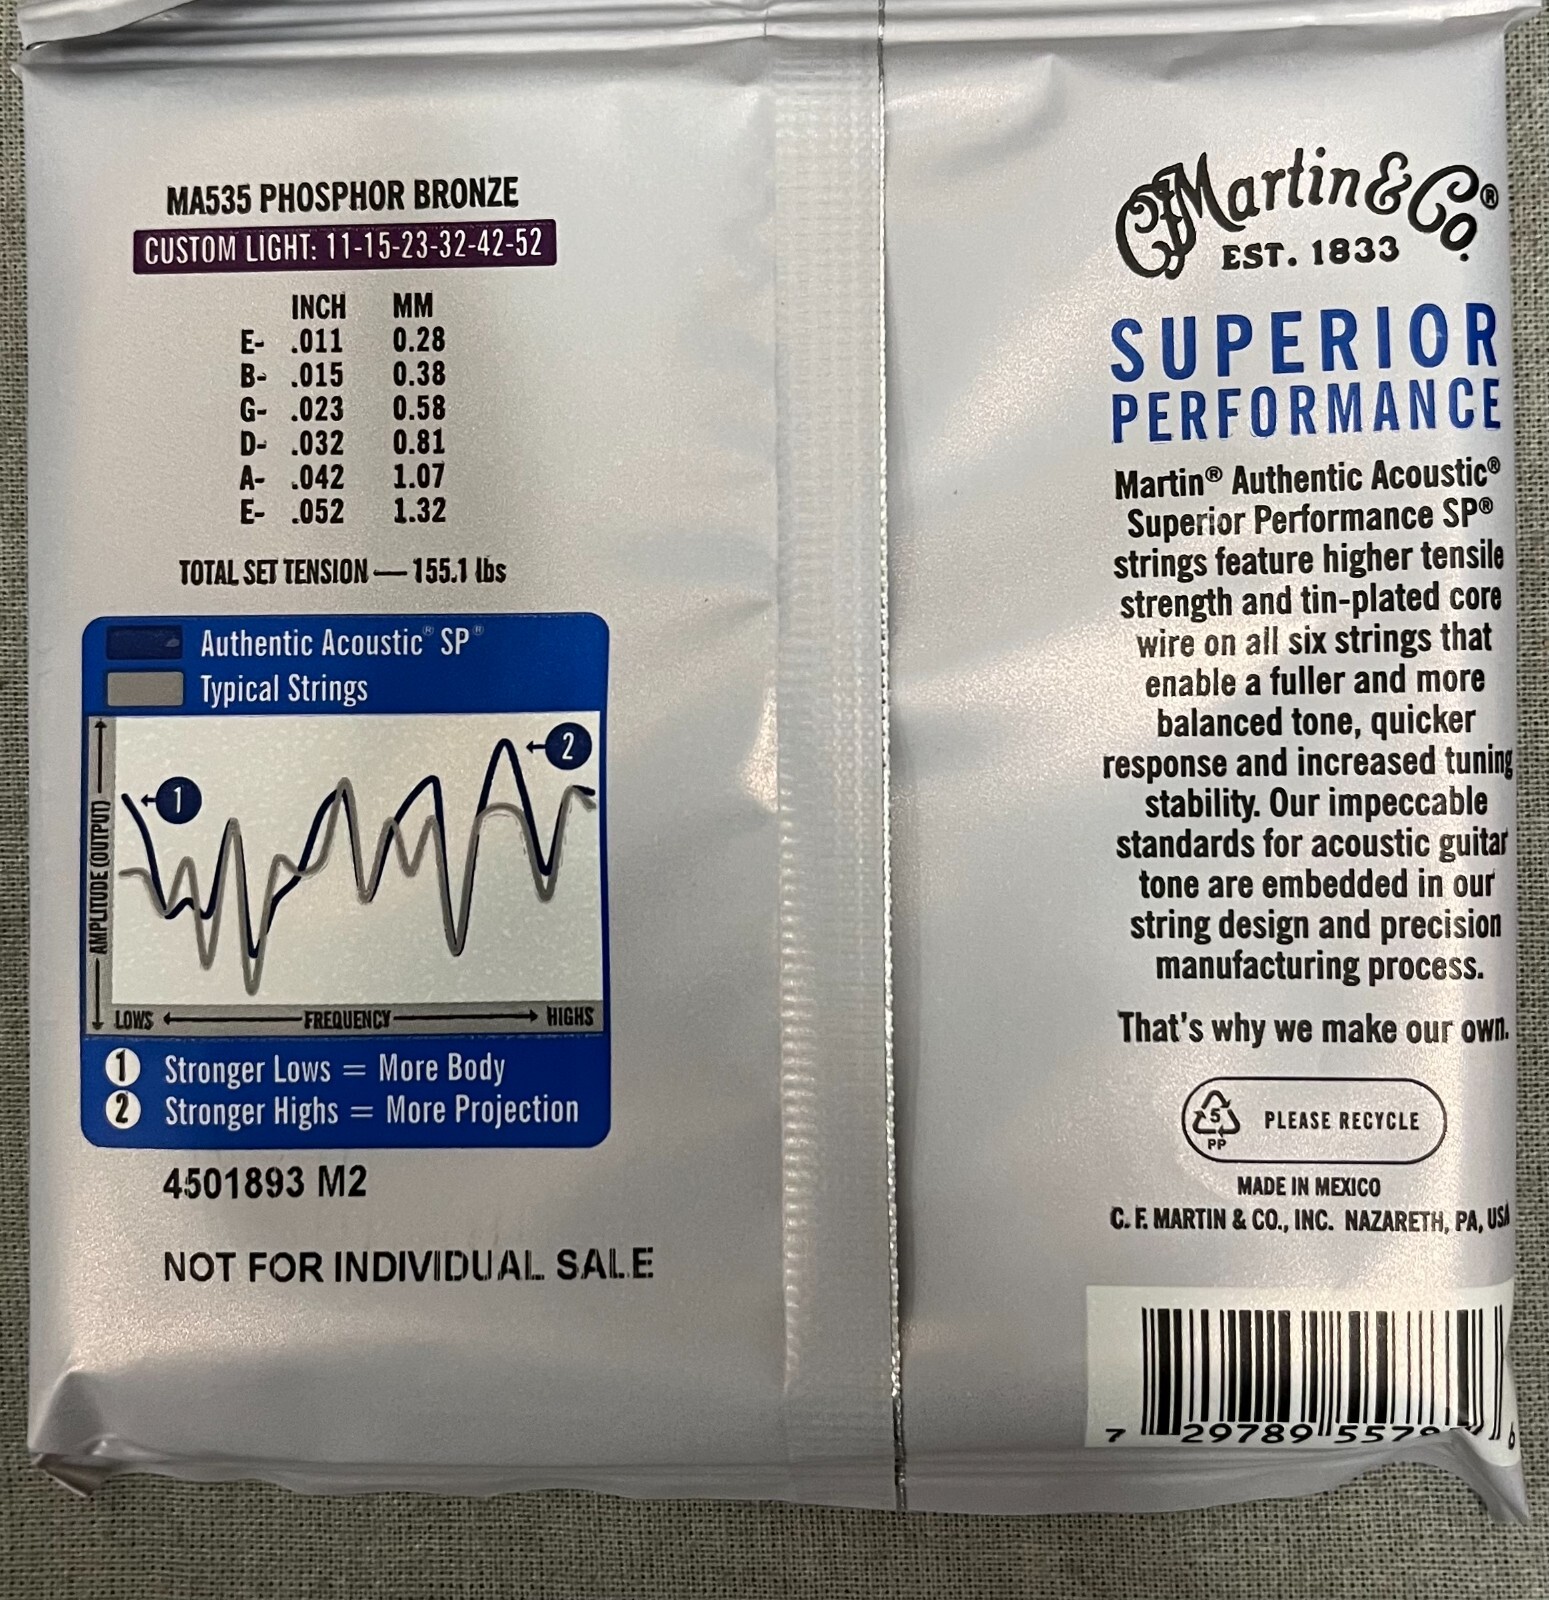 MA535 PHOSPHOR BRONZE
CUSTOM LIGHT: 11-15-23-32-42-52
INCH MM
E- .011 0.28
B- .015 0.38
G- .023 0.58
D- .032 0.81
A- .042 1.07
E- .052 1.32
TOTAL SET TENSION — 155.1 lbs
Authentic Acoustic® SP®
Typical Strings
1
2
AMPLITUDE (OUTPUT)
LOWS FREQUENCY HIGHS
1 Stronger Lows = More Body
2 Stronger Highs = More Projection
4501893 M2
NOT FOR INDIVIDUAL SALE
CF Martin & Co.®
EST. 1833
SUPERIOR
PERFORMANCE
Martin® Authentic Acoustic®
Superior Performance SP®
strings feature higher tensile
strength and tin-plated core
wire on all six strings that
enable a fuller and more
balanced tone, quicker
response and increased tuning
stability. Our impeccable
standards for acoustic guitar
tone are embedded in our
string design and precision
manufacturing process.
That's why we make our own.
5
PP
PLEASE RECYCLE
MADE IN MEXICO
C. F. MARTIN & CO., INC. NAZARETH, PA, USA
7 29789 557 6